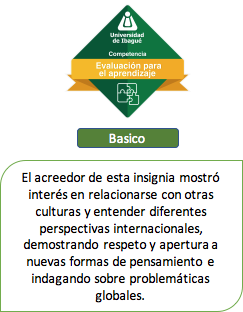 Universidad
de Ibagué
Competencia
Evaluación para
el aprendizaje
Basico
El acreedor de esta insignia mostró
interés en relacionarse con otras
culturas y entender diferentes
perspectivas internacionales,
demostrando respeto y apertura a
nuevas formas de pensamiento e
indagando sobre problemáticas
globales.